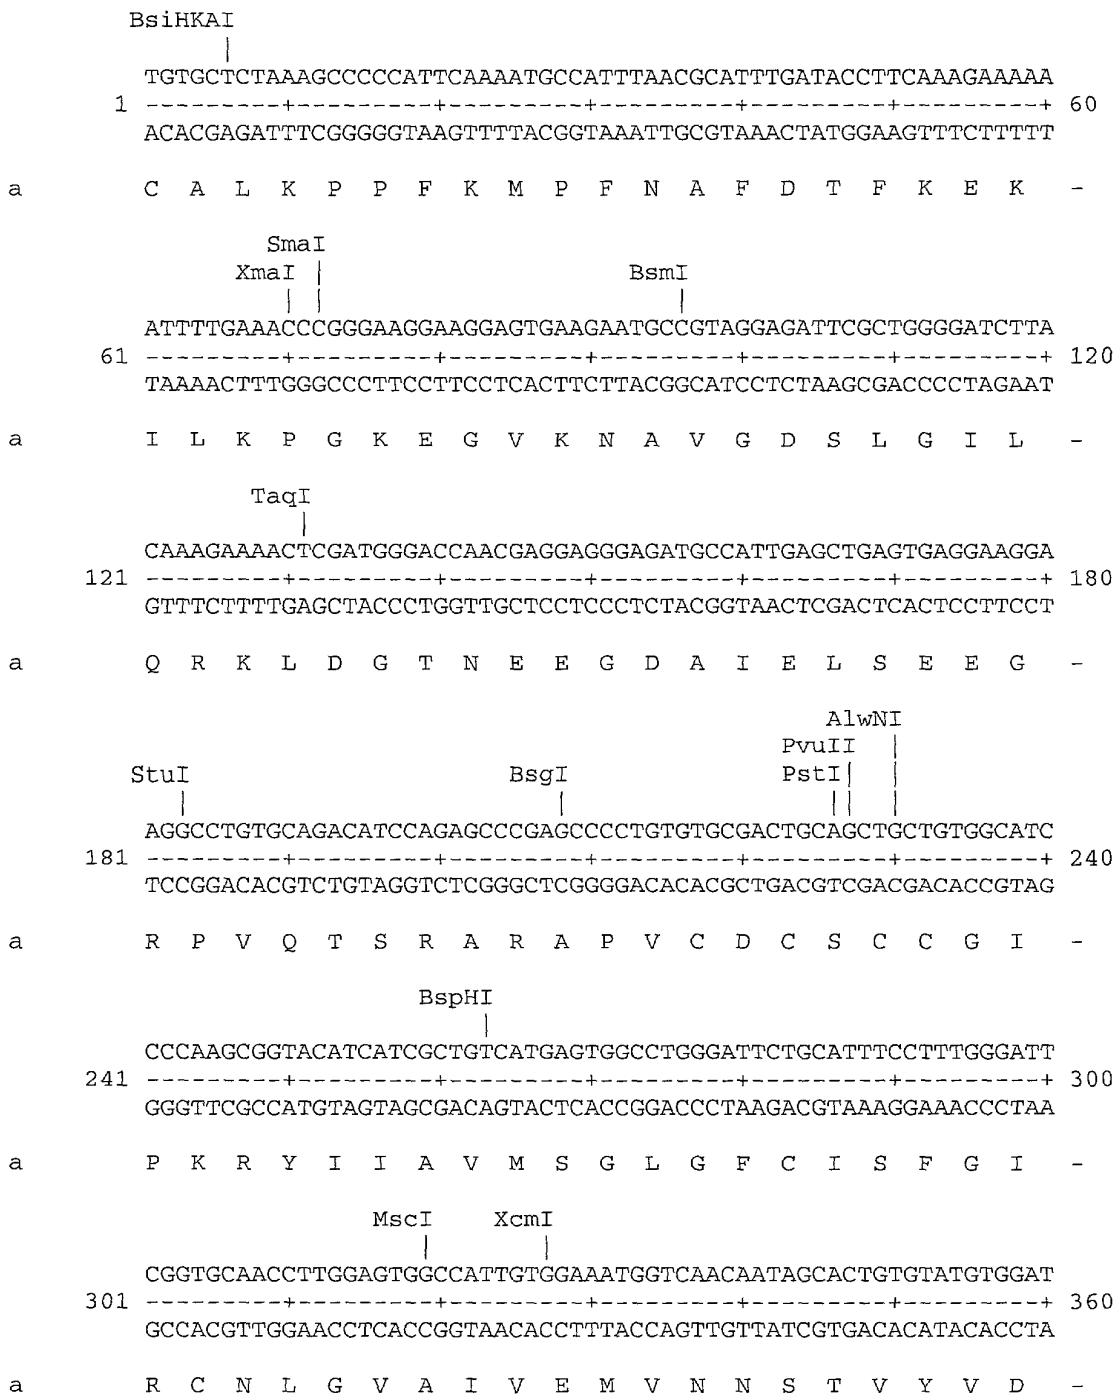 BsiHKAI
TGTGCTCTAAAGCCCCCATTCAAAATGCCATTTAACGCATTTGATACCTTCAAAGAAAAA
1 ---------+---------+---------+---------+---------+---------+ 60
ACACGAGATTTCGGGGGTAAGTTTTACGGTAAATTGCGTAAACTATGGAAGTTTCTTTTT
a C A L K P P F K M P F N A F D T F K E K -
SmaI
XmaI BsmI
ATTTTGAAACCCGGGAAGGAAGGAGTGAAGAATGCCGTAGGAGATTCGCTGGGGATCTTA
61 ---------+---------+---------+---------+---------+---------+ 120
TAAAACTTTGGGCCCTTCCTTCCTCACTTCTTACGGCATCCTCTAAGCGACCCCTAGAAT
a I L K P G K E G V K N A V G D S L G I L -
TaqI
CAAAGAAAACTCGATGGGACCAACGAGGAGGGAGATGCCATTGAGCTGAGTGAGGAAGGA
121 ---------+---------+---------+---------+---------+---------+ 180
GTTTCTTTTGAGCTACCCTGGTTGCTCCTCCCTCTACGGTAACTCGACTCACTCCTTCCT
a Q R K L D G T N E E G D A I E L S E E G -
AlwNI
PvuII
StuI BsgI PstI
AGGCCTGTGCAGACATCCAGAGCCCGAGCCCCTGTGTGCGACTGCAGCTGCTGTGGCATC
181 ---------+---------+---------+---------+---------+---------+ 240
TCCGGACACGTCTGTAGGTCTCGGGCTCGGGGACACACGCTGACGTCGACGACACCGTAG
a R P V Q T S R A R A P V C D C S C C G I -
BspHI
CCCAAGCGGTACATCATCGCTGTCATGAGTGGCCTGGGATTCTGCATTTCCTTTGGGATT
241 ---------+---------+---------+---------+---------+---------+ 300
GGGTTCGCCATGTAGTAGCGACAGTACTCACCGGACCCTAAGACGTAAAGGAAACCCTAA
a P K R Y I I A V M S G L G F C I S F G I -
MscI XcmI
CGGTGCAACCTTGGAGTGGCCATTGTGGAAATGGTCAACAATAGCACTGTGTATGTGGAT
301 ---------+---------+---------+---------+---------+---------+ 360
GCCACGTTGGAACCTCACCGGTAACACCTTTACCAGTTGTTATCGTGACACATACACCTA
a R C N L G V A I V E M V N N S T V Y V D -